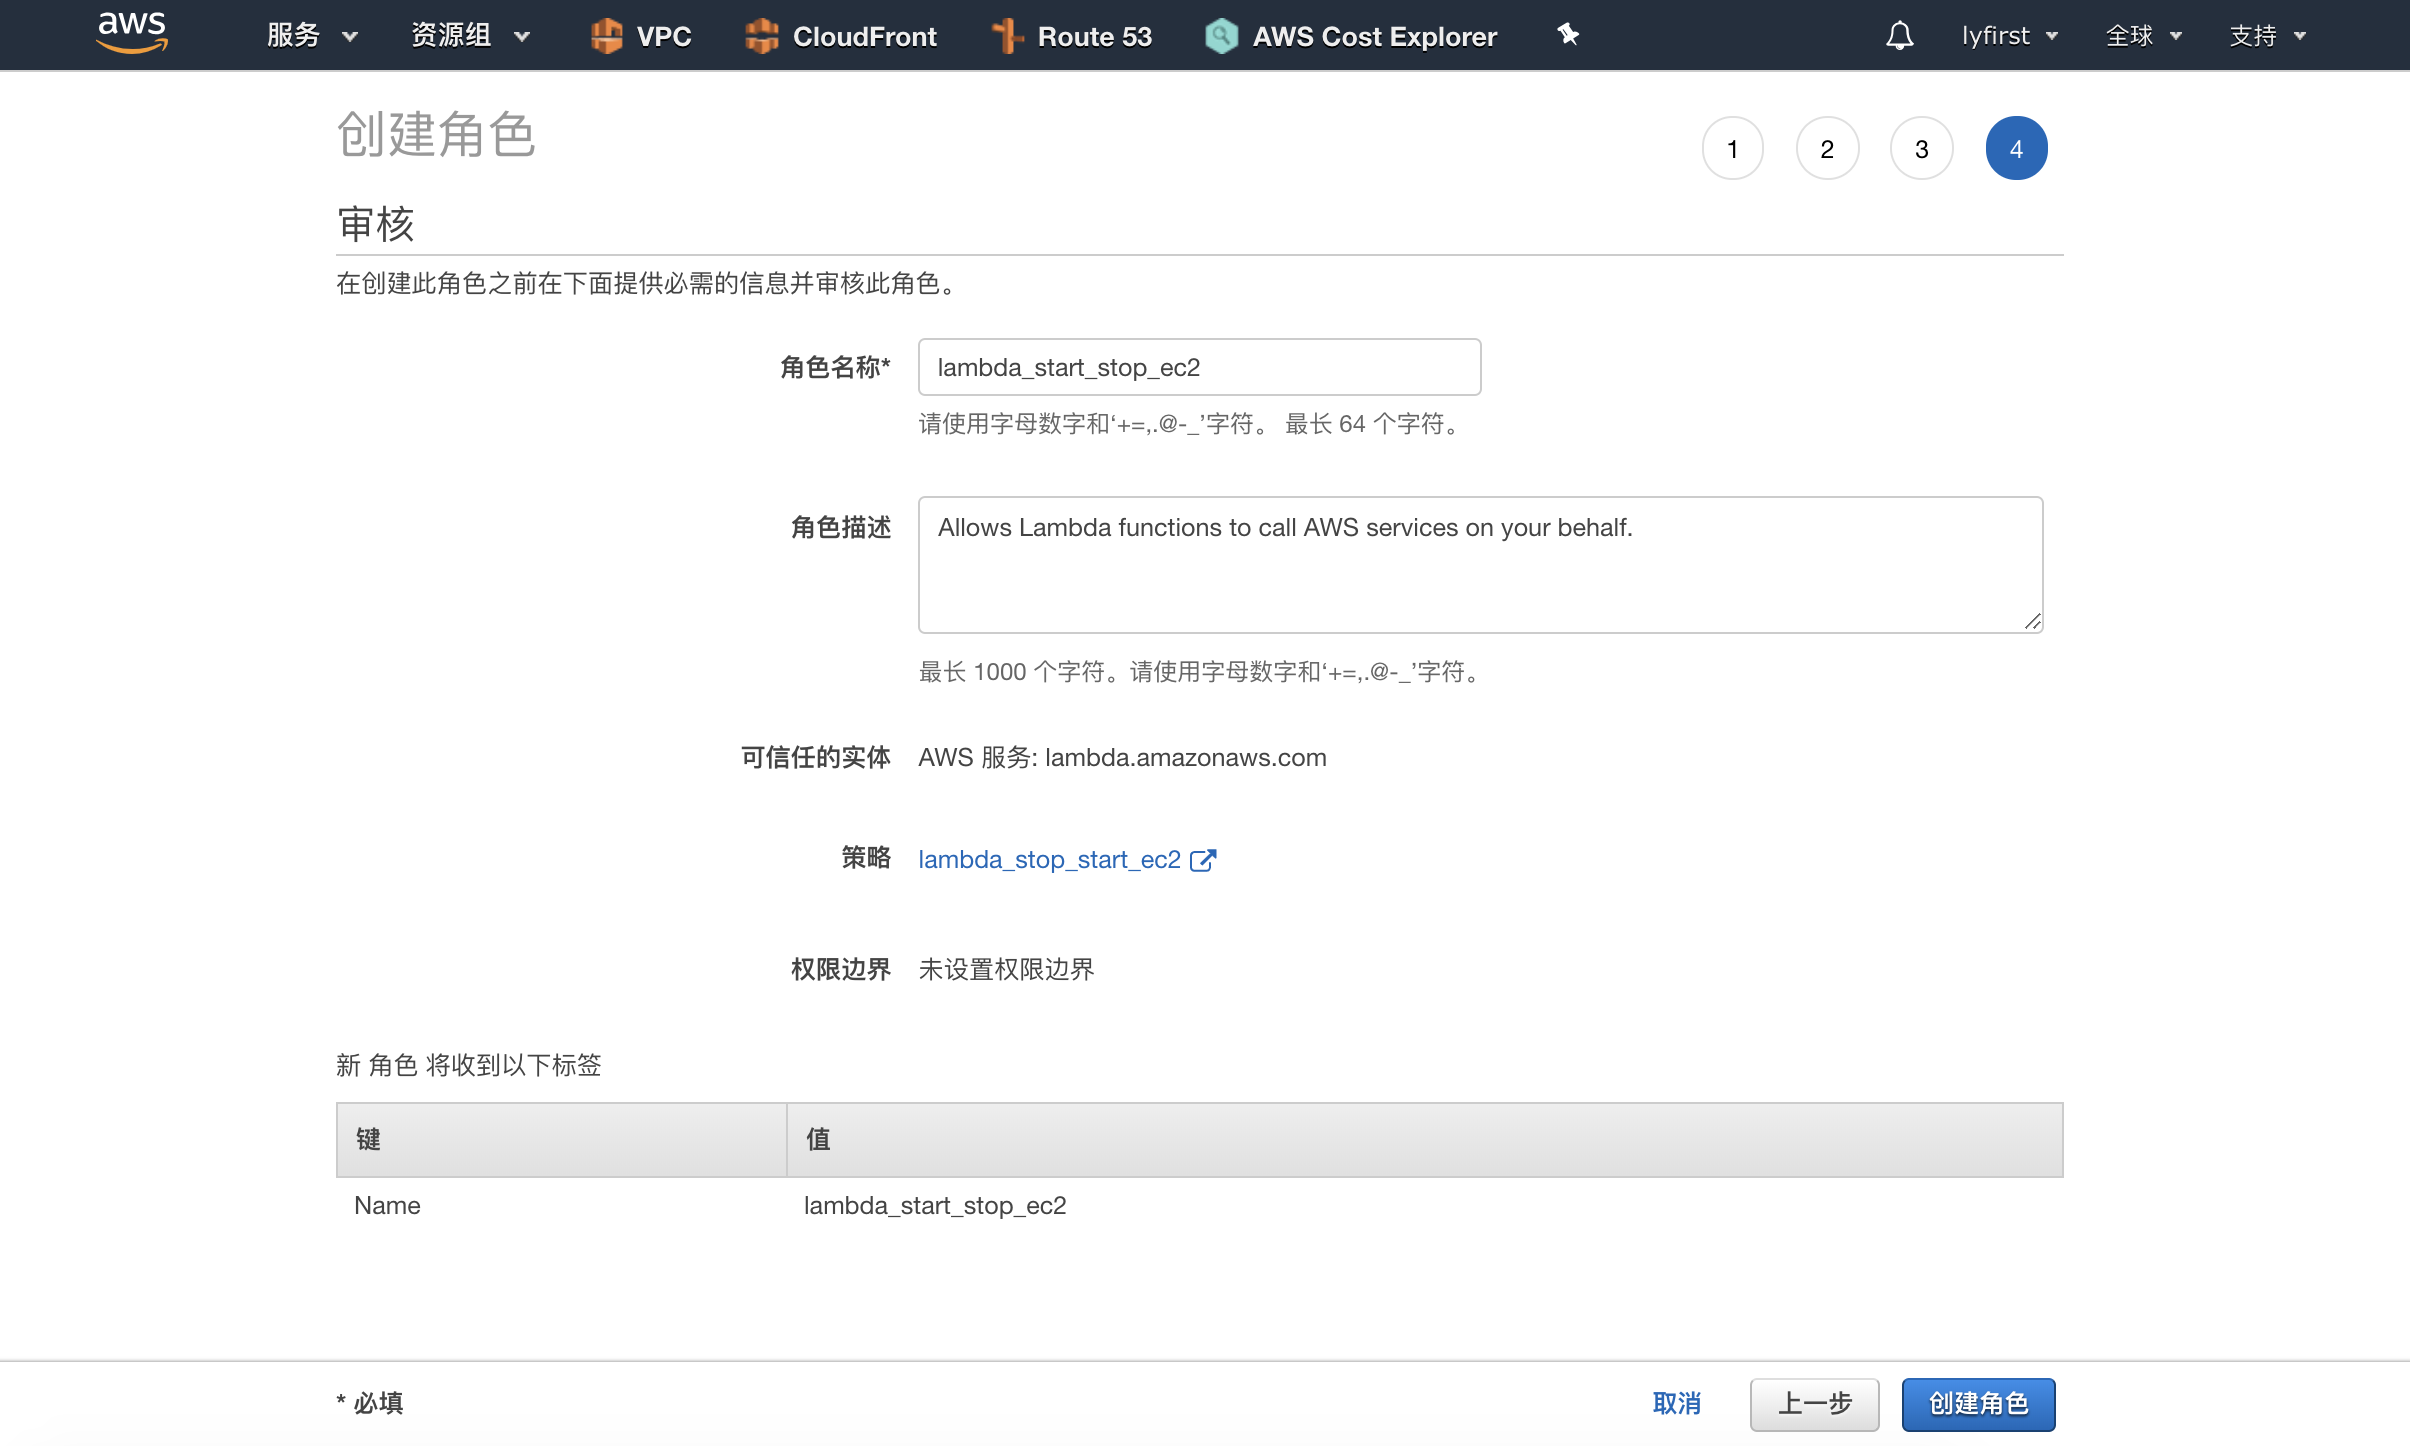 aws 服务 资源组 VPC CloudFront Route 53 AWS Cost Explorer lyfirst 全球 支持
创建角色
1 2 3 4
审核
在创建此角色之前在下面提供必需的信息并审核此角色。
角色名称* lambda_start_stop_ec2
请使用字母数字和‘+=,.@-_’字符。 最长 64 个字符。
角色描述 Allows Lambda functions to call AWS services on your behalf.
最长 1000 个字符。请使用字母数字和‘+=,.@-_’字符。
可信任的实体 AWS 服务: lambda.amazonaws.com
策略 lambda_stop_start_ec2
权限边界 未设置权限边界
新 角色 将收到以下标签
键 值
Name lambda_start_stop_ec2
* 必填 取消 上一步 创建角色